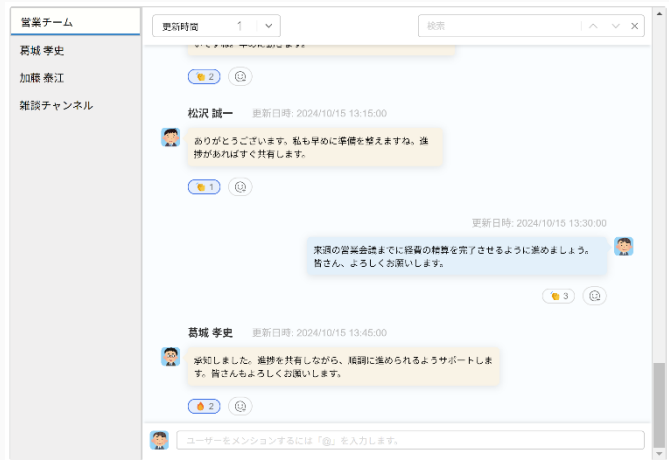 営業チーム
葛城 孝史
加藤 泰江
雑談チャンネル
更新時間 1
検索
2
松沢 誠一 更新日時: 2024/10/15 13:15:00
ありがとうございます。私も早めに準備を整えますね。進
捗があればすぐ共有します。
1
更新日時: 2024/10/15 13:30:00
来週の営業会議までに経費の精算を完了させるように進めましょう。
皆さん、よろしくお願いします。
3
葛城 孝史 更新日時: 2024/10/15 13:45:00
承知しました。進捗を共有しながら、順調に進められるようサポートしま
す。皆さんもよろしくお願いします。
2
ユーザーをメンションするには「@」を入力します。